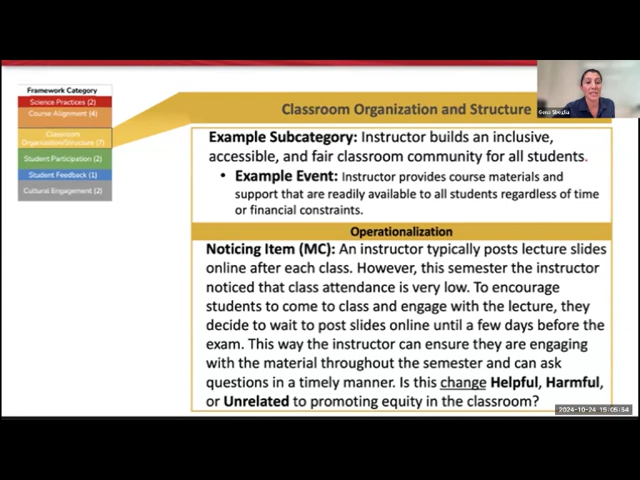 Framework Category
Science Practices (2)
Course Alignment (4)
Classroom
Organization/Structure (7)
Student Participation (2)
Student Feedback (1)
Cultural Engagement (2)
Classroom Organization and Structure
Gena Sbeglia
Example Subcategory: Instructor builds an inclusive,
accessible, and fair classroom community for all students.
• Example Event: Instructor provides course materials and
support that are readily available to all students regardless of time
or financial constraints.
Operationalization
Noticing Item (MC): An instructor typically posts lecture slides
online after each class. However, this semester the instructor
noticed that class attendance is very low. To encourage
students to come to class and engage with the lecture, they
decide to wait to post slides online until a few days before the
exam. This way the instructor can ensure they are engaging
with the material throughout the semester and can ask
questions in a timely manner. Is this change Helpful, Harmful,
or Unrelated to promoting equity in the classroom?
2024-10-24 15:05:54